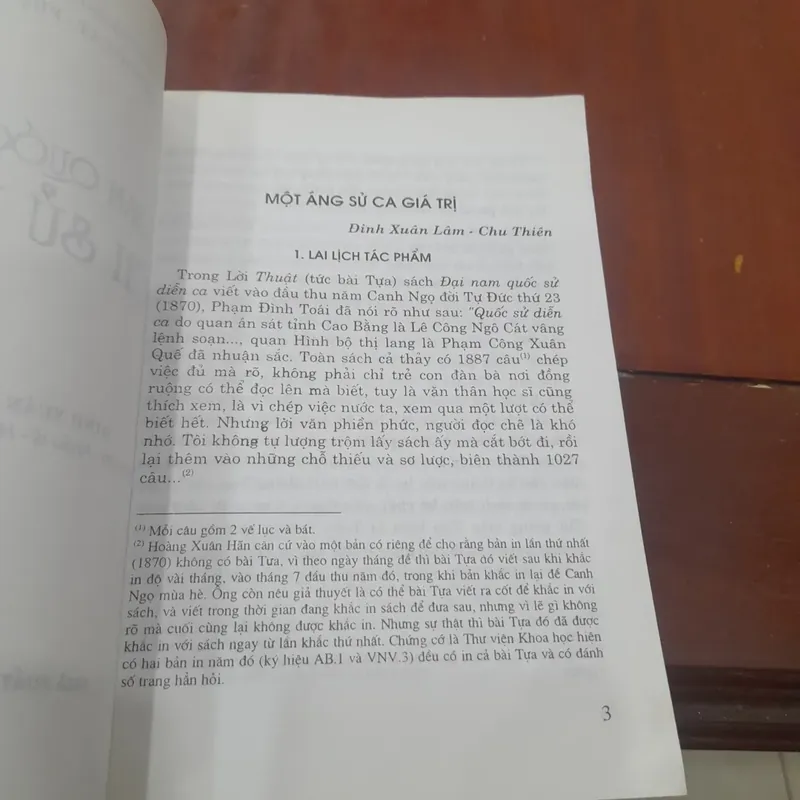 QUỐC
SỬ
MỘT ÁNG SỬ CA GIÁ TRỊ
Đinh Xuân Lâm - Chu Thiên
1. LAI LỊCH TÁC PHẨM
Trong Lời Thuật (tức bài Tựa) sách Đại nam quốc sử
diễn ca viết vào đầu thu năm Canh Ngọ đời Tự Đức thứ 23
(1870), Phạm Đình Toái đã nói rõ như sau: "Quốc sử diễn
ca do quan án sát tỉnh Cao Bằng là Lê Công Ngô Cát vâng
lệnh soạn..., quan Hình bộ thị lang là Phạm Công Xuân
Quế đã nhuận sắc. Toàn sách cả thảy có 1887 câu(1) chép
việc đủ mà rõ, không phải chỉ trẻ con đàn bà nơi đồng
ruộng có thể đọc lên mà biết, tuy là văn thân học sĩ cũng
thích xem, là vì chép việc nước ta, xem qua một lượt có thể
biết hết. Nhưng lời văn phiền phức, người đọc chê là khó
nhớ. Tôi không tự lượng trộm lấy sách ấy mà cắt bớt đi, rồi
lại thêm vào những chỗ thiếu và sơ lược, biên thành 1027
câu...(2)
(1) Mỗi câu gồm 2 vế lục và bát.
(2) Hoàng Xuân Hãn căn cứ vào một bản có riêng để cho rằng bản in lần thứ nhất
(1870) không có bài Tựa, vì theo ngày tháng đề thì bài Tựa đó viết sau khi khắc
in độ vài tháng, vào tháng 7 đầu thu năm đó, trong khi bản khắc in lại đề Canh
Ngọ mùa hè. Ông còn nêu giả thuyết là có thể bài Tựa viết ra cốt để khắc in với
sách, và viết trong thời gian đang khắc in sách để đưa sau, nhưng vì lẽ gì không
rõ mà cuối cùng lại không được khắc in. Nhưng sự thật thì bài Tựa đó đã được
khắc in với sách ngay từ lần khắc thứ nhất. Chứng cớ là Thư viện Khoa học hiện
có hai bản in năm đó (ký hiệu AB.1 và VNV.3) đều có in cả bài Tựa và có đánh
số trang hẳn hỏi.
3